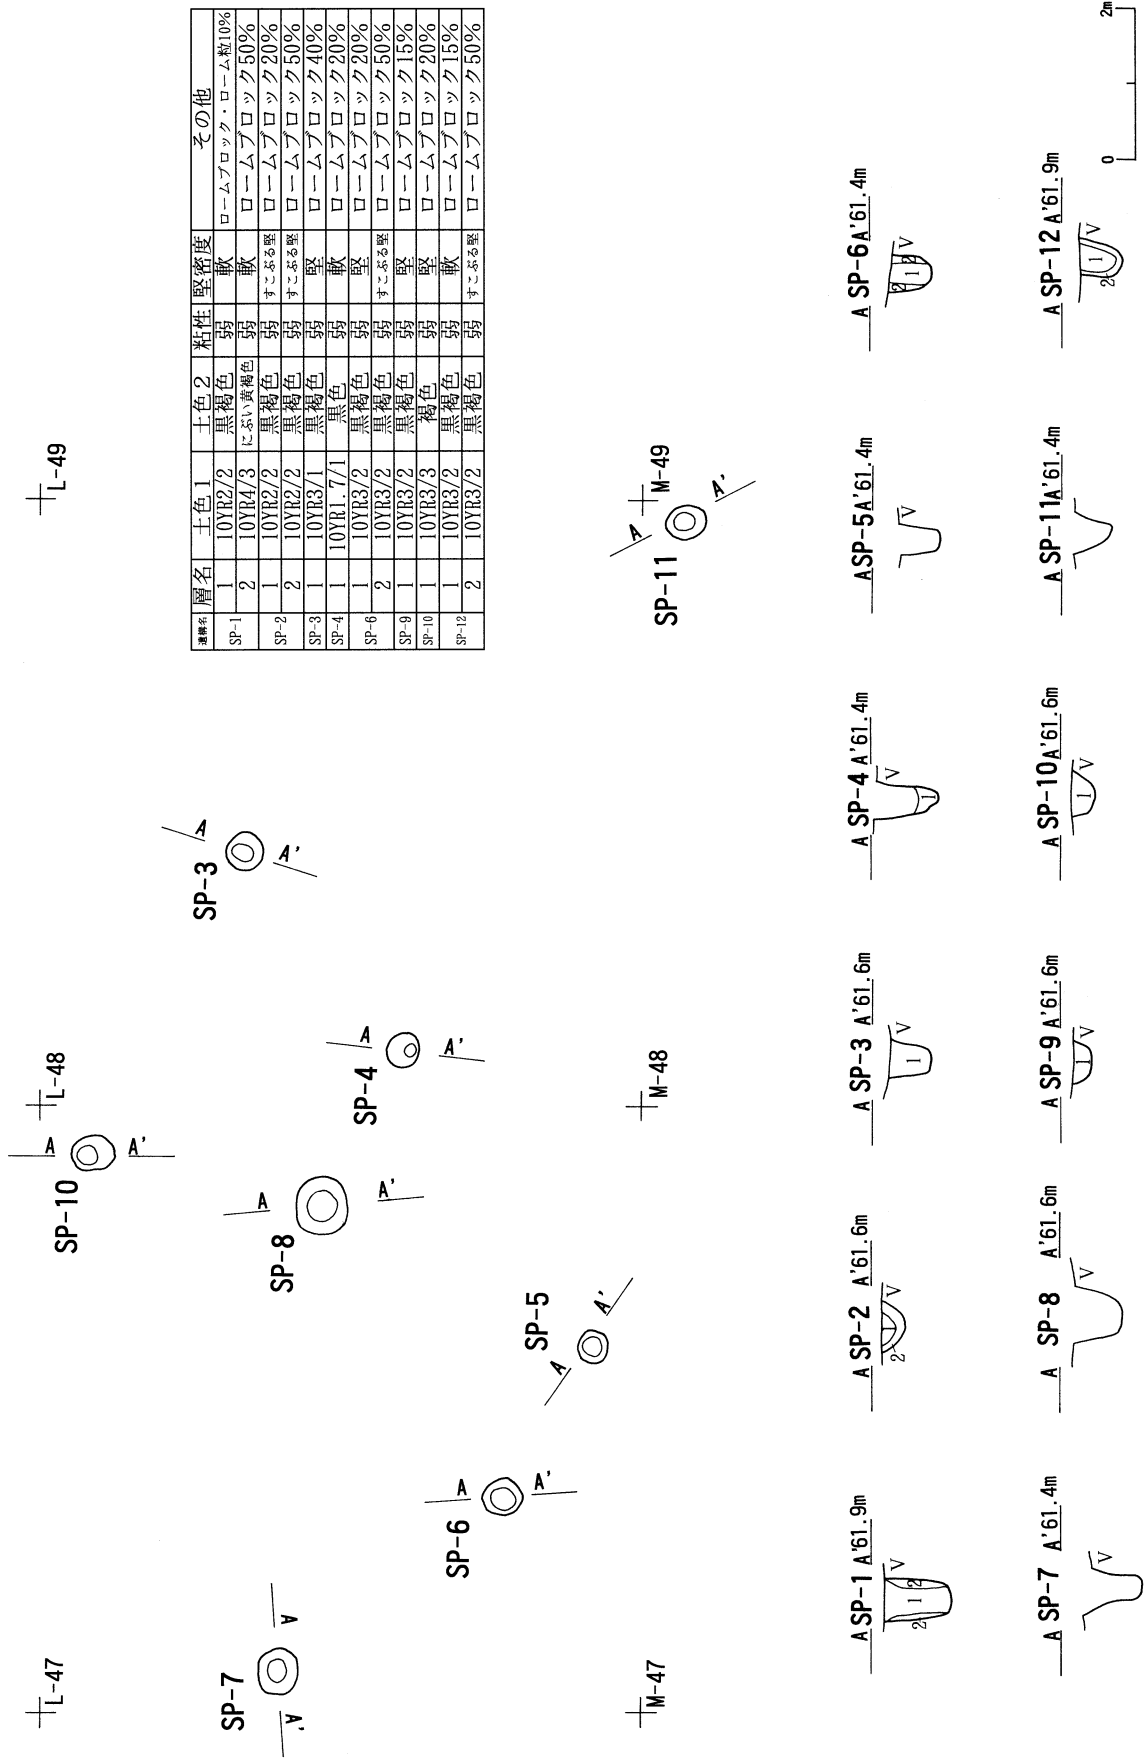 L-47
L-48
L-49
SP-10
A A'
SP-3
A A'
SP-7
A' A
SP-8
A A'
SP-4
A A'
SP-6
A A'
SP-5
A A'
SP-11
A A'
M-47
M-48
M-49
遺構名 層名 土色1 土色2 粘性 堅密度 その他
SP-1 1 10YR2/2 黒褐色 弱 軟 ロームブロック・ローム粒10%
2 10YR4/3 にぶい黄褐色 弱 軟 ロームブロック50%
SP-2 1 10YR2/2 黒褐色 弱 すこぶる堅 ロームブロック20%
2 10YR2/2 黒褐色 弱 すこぶる堅 ロームブロック50%
SP-3 1 10YR3/1 黒褐色 弱 堅 ロームブロック40%
SP-4 1 10YR1.7/1 黒色 弱 軟 ロームブロック20%
SP-6 1 10YR3/2 黒褐色 弱 堅 ロームブロック20%
2 10YR3/2 黒褐色 弱 すこぶる堅 ロームブロック50%
SP-9 1 10YR3/2 黒褐色 弱 堅 ロームブロック15%
SP-10 1 10YR3/3 褐色 弱 堅 ロームブロック20%
SP-12 1 10YR3/2 黒褐色 弱 軟 ロームブロック15%
2 10YR3/2 黒褐色 弱 すこぶる堅 ロームブロック50%
A SP-1 A'61.9m
V
2 1 2
A SP-2 A'61.6m
V
2
A SP-3 A'61.6m
V
1
A SP-4 A'61.4m
V
1
A SP-5 A'61.4m
V
A SP-6 A'61.4m
V
2 1 2
A SP-7 A'61.4m
V
A SP-8 A'61.6m
V
A SP-9 A'61.6m
V
1
A SP-10 A'61.6m
V
1
A SP-11 A'61.4m
V
A SP-12 A'61.9m
V
2 1
0 2m